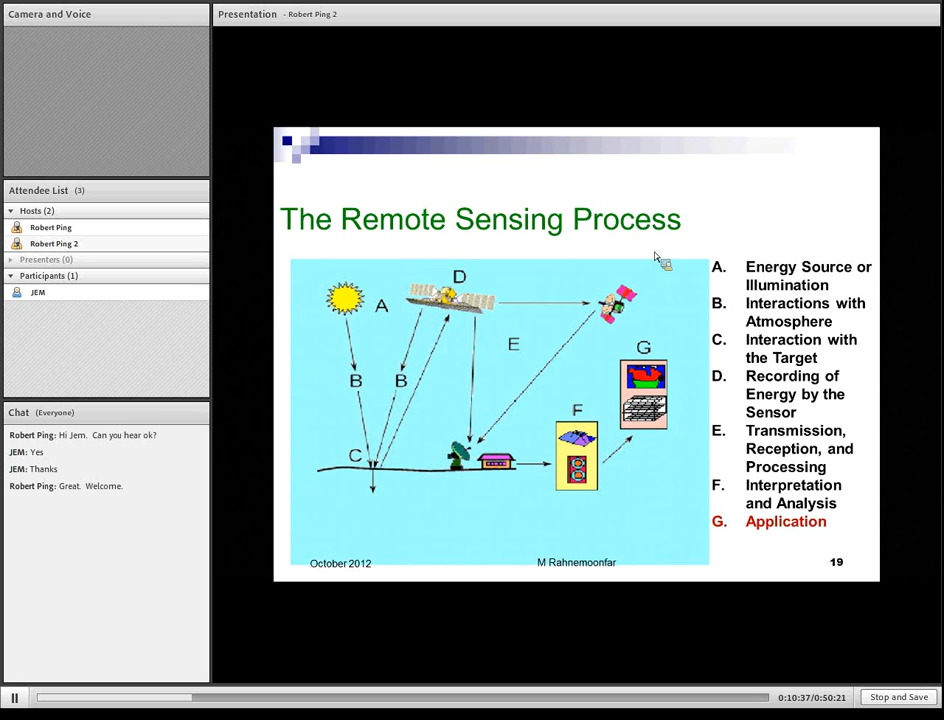 Camera and Voice
Presentation - Robert Ping 2
Attendee List (3)
Hosts (2)
Robert Ping
Robert Ping 2
Presenters (0)
Participants (1)
JEM
Chat (Everyone)
Robert Ping: Hi Jem. Can you hear ok?
JEM: Yes
JEM: Thanks
Robert Ping: Great. Welcome.
The Remote Sensing Process
D
A
E
G
B
B
F
C
A. Energy Source or
Illumination
B. Interactions with
Atmosphere
C. Interaction with
the Target
D. Recording of
Energy by the
Sensor
E. Transmission,
Reception, and
Processing
F. Interpretation
and Analysis
G. Application
October 2012
M Rahnemoonfar
19
0:10:37/0:50:21
Stop and Save